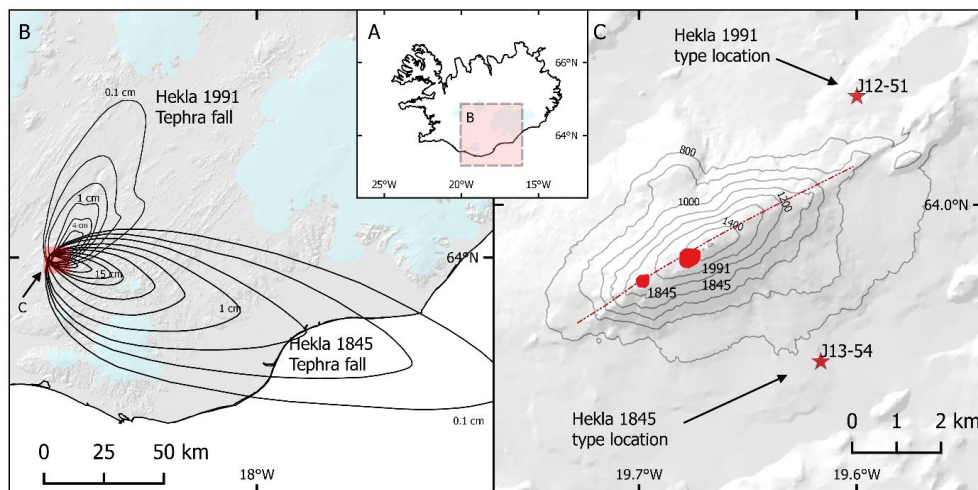 B
0.1 cm
Hekla 1991
Tephra fall
1 cm
4 cm
64°N
15 cm
C
1 cm
Hekla 1845
Tephra fall
0.1 cm
0 25 50 km
18°W
A
66°N
B
64°N
25°W 20°W 15°W
C
Hekla 1991
type location
J12-51
800
1000
1200
1400
64.0°N
1991
1845
1845
J13-54
Hekla 1845
type location
0 1 2 km
19.7°W 19.6°W